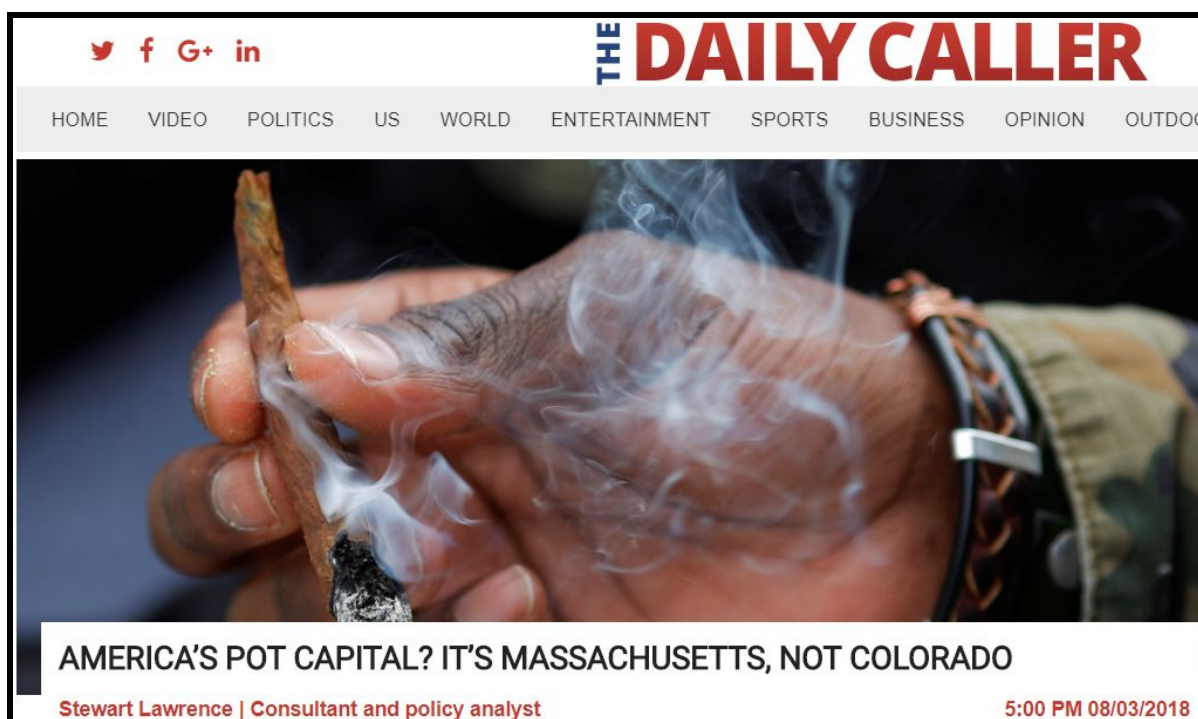 THE DAILY CALLER
HOME VIDEO POLITICS US WORLD ENTERTAINMENT SPORTS BUSINESS OPINION
AMERICA'S POT CAPITAL? IT'S MASSACHUSETTS, NOT COLORADO
Stewart Lawrence | Consultant and policy analyst 5:00 PM 08/03/2018